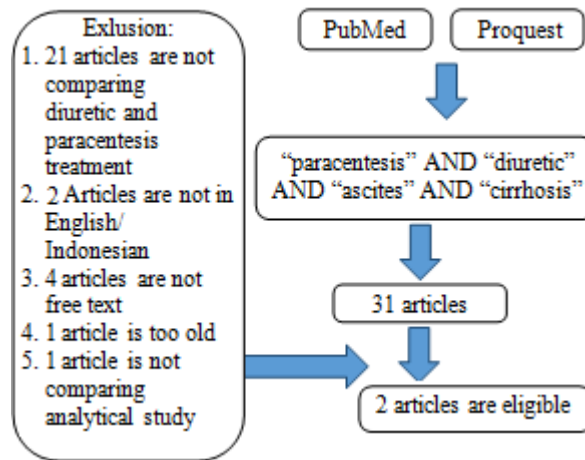 Exlusion:
1. 21 articles are not
comparing
diuretic and
paracentesis
treatment
2. 2 Articles are not in
English/
Indonesian
3. 4 articles are not
free text
4. 1 article is too old
5. 1 article is not
comparing
analytical study
PubMed
Proquest
“paracentesis” AND “diuretic”
AND “ascites” AND “cirrhosis”
31 articles
2 articles are eligible